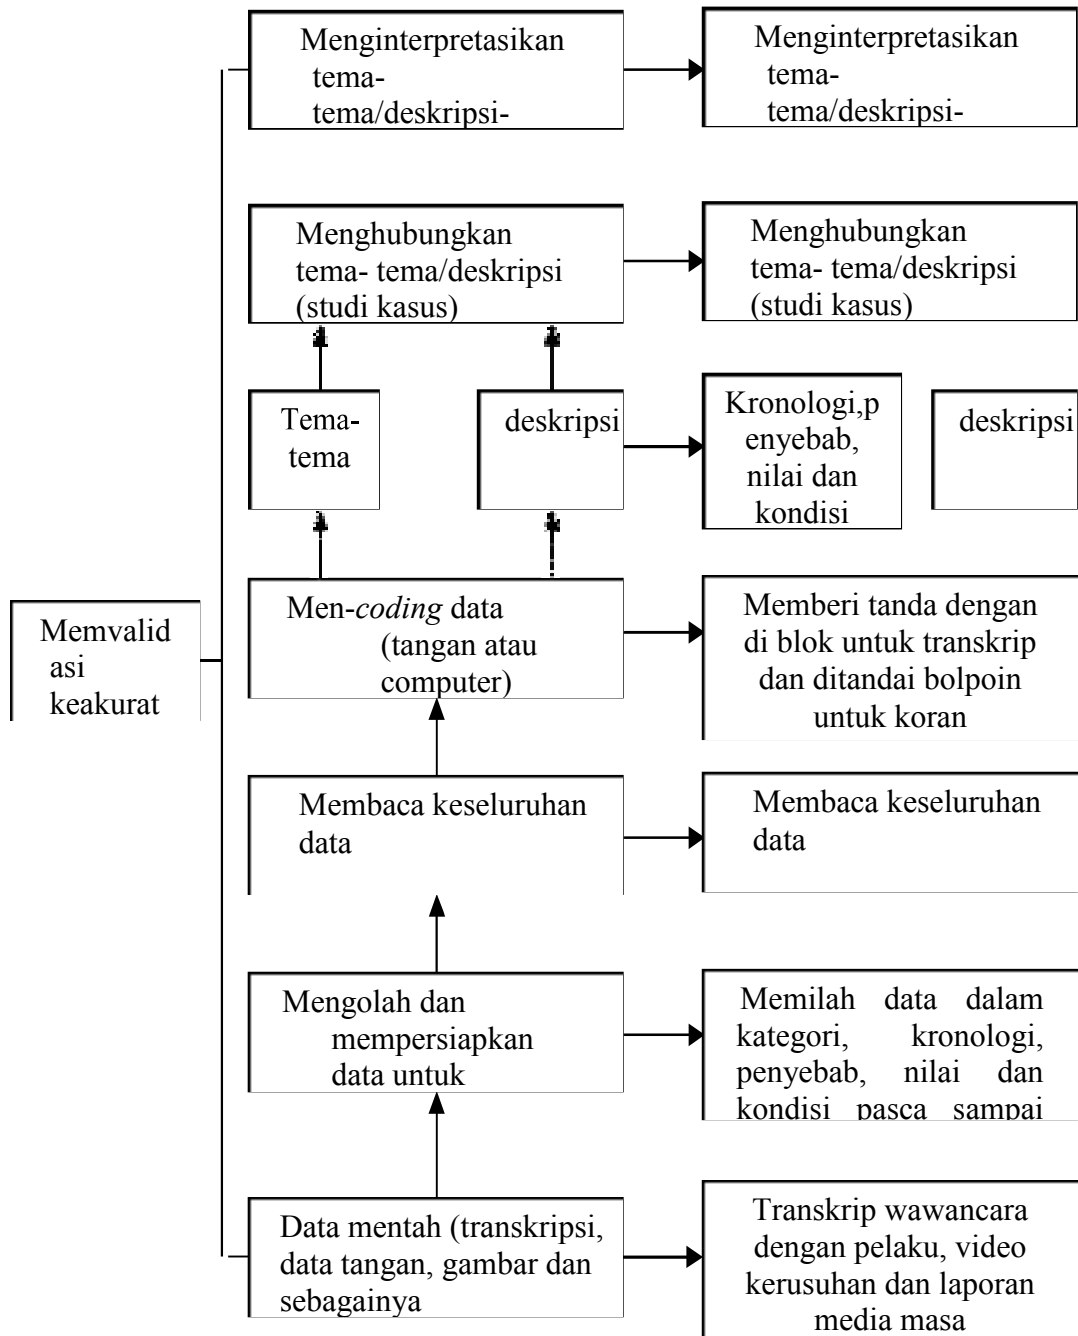 Menginterpretasikan
tema-
tema/deskripsi-
Menginterpretasikan
tema-
tema/deskripsi-
Menghubungkan
tema- tema/deskripsi
(studi kasus)
Menghubungkan
tema- tema/deskripsi
(studi kasus)
Tema-
tema
deskripsi
Kronologi,p
enyebab,
nilai dan
kondisi
deskripsi
Memvalid
asi
keakurat
Men-coding data
(tangan atau
computer)
Memberi tanda dengan
di blok untuk transkrip
dan ditandai bolpoin
untuk koran
Membaca keseluruhan
data
Membaca keseluruhan
data
Mengolah dan
mempersiapkan
data untuk
Memilah data dalam
kategori, kronologi,
penyebab, nilai dan
kondisi pasca sampai
Data mentah (transkripsi,
data tangan, gambar dan
sebagainya
Transkrip wawancara
dengan pelaku, video
kerusuhan dan laporan
media masa